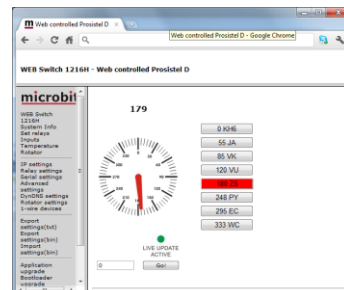 Web controlled Prosistel D
Web controlled Prosistel D - Google Chrome
WEB Switch 1216H - Web controlled Prosistel D
microbit
WEB Switch
1216H
System Info
Set relays
Inputs
Temperature
Rotator
IP settings
Relay settings
Serial settings
Advanced
settings
DynDNS settings
Rotator settings
1-wire devices
Export
settings(txt)
Export
settings(bin)
Import
settings(bin)
Application
upgrade
Bootloader
upgrade
179
0 KH6
55 JA
85 VK
120 VU
248 PY
295 EC
333 WC
LIVE UPDATE
ACTIVE
0
Go!